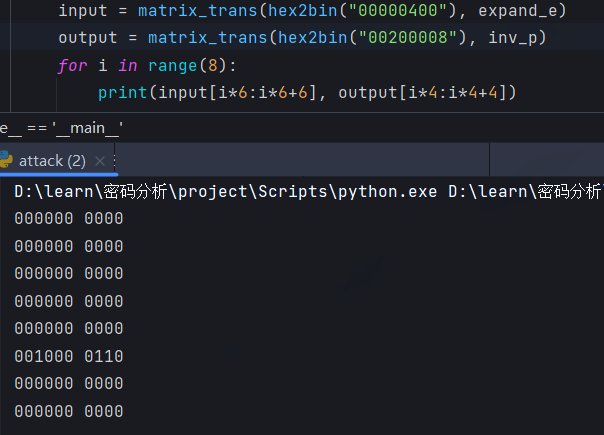 input = matrix_trans(hex2bin("00000400"), expand_e)
output = matrix_trans(hex2bin("00200008"), inv_p)
for i in range(8):
print(input[i*6:i*6+6], output[i*4:i*4+4])
e__ == '__main__'
attack (2) ×
D:\learn\密码分析\project\Scripts\python.exe D:\learn\密码分析
000000 0000
000000 0000
000000 0000
000000 0000
000000 0000
001000 0110
000000 0000
000000 0000